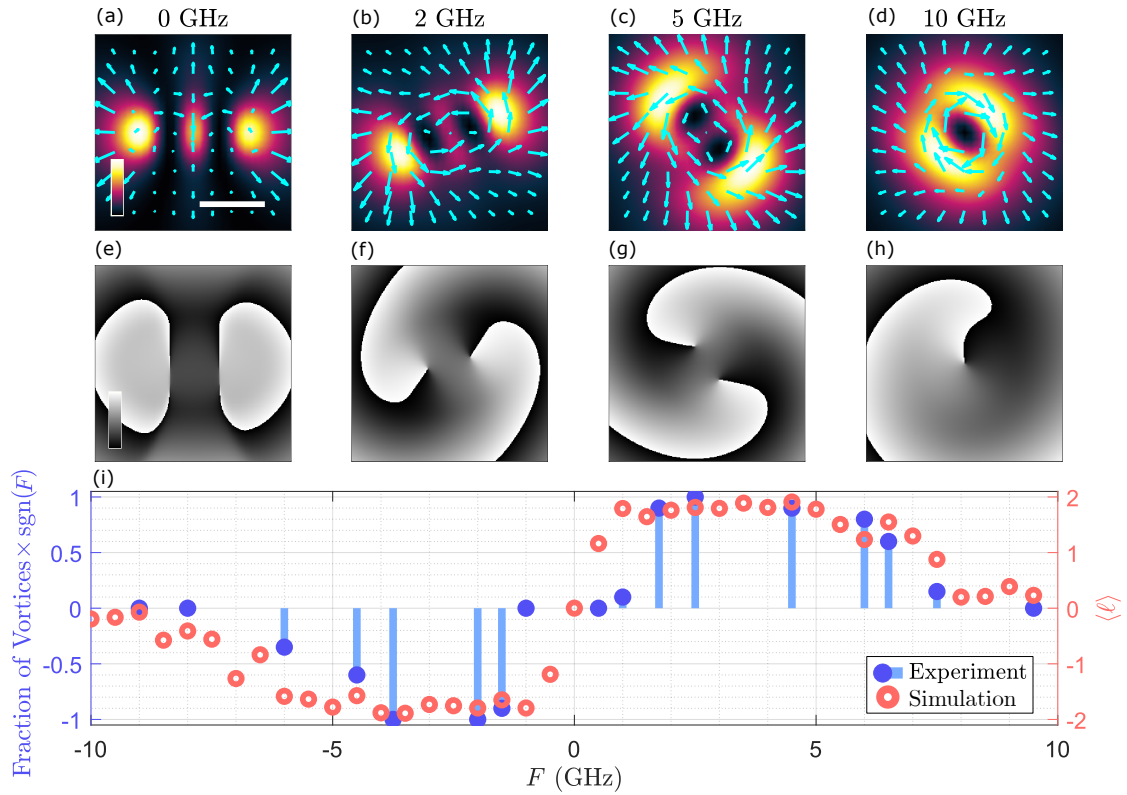 (a) 0 GHz
(b) 2 GHz
(c) 5 GHz
(d) 10 GHz
(e)
(f)
(g)
(h)
(i)
Fraction of Vortices × sgn(F)
1
0.5
0
-0.5
-1
2
1
0
-1
-2
⟨ℓ⟩
Experiment
Simulation
-10
-5
0
5
10
F (GHz)